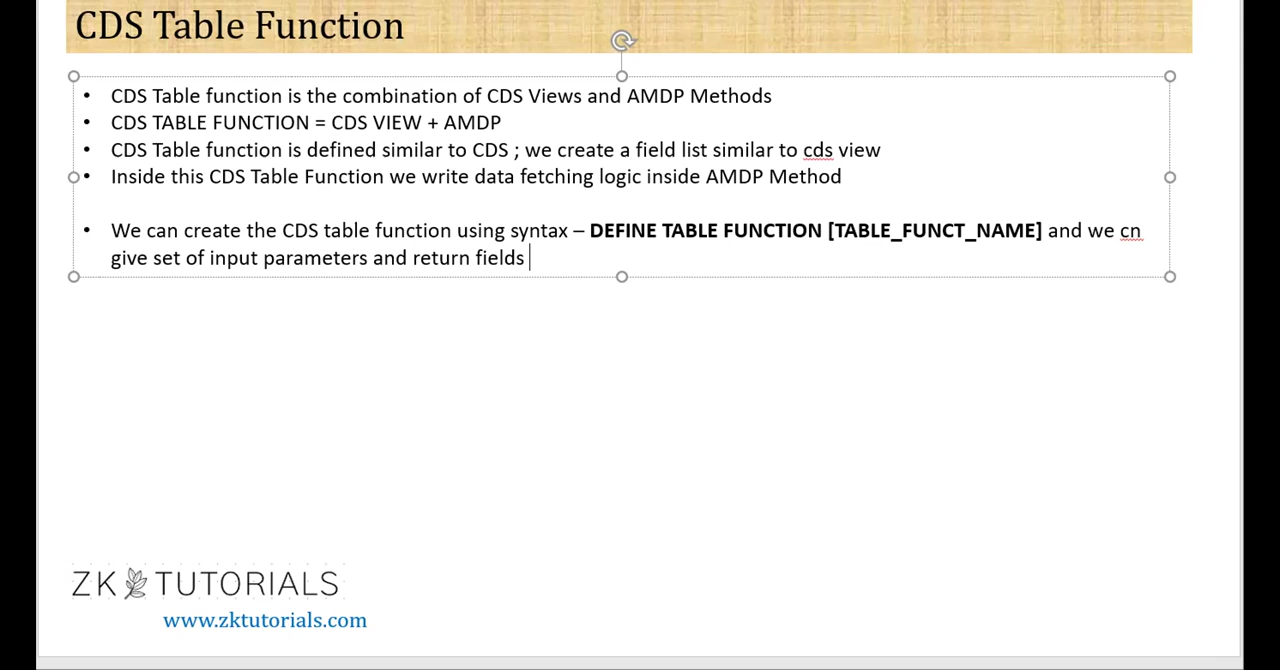 CDS Table Function
• CDS Table function is the combination of CDS Views and AMDP Methods
• CDS TABLE FUNCTION = CDS VIEW + AMDP
• CDS Table function is defined similar to CDS ; we create a field list similar to cds view
• Inside this CDS Table Function we write data fetching logic inside AMDP Method
• We can create the CDS table function using syntax – DEFINE TABLE FUNCTION [TABLE_FUNCT_NAME] and we cn
give set of input parameters and return fields
ZK TUTORIALS
www.zktutorials.com